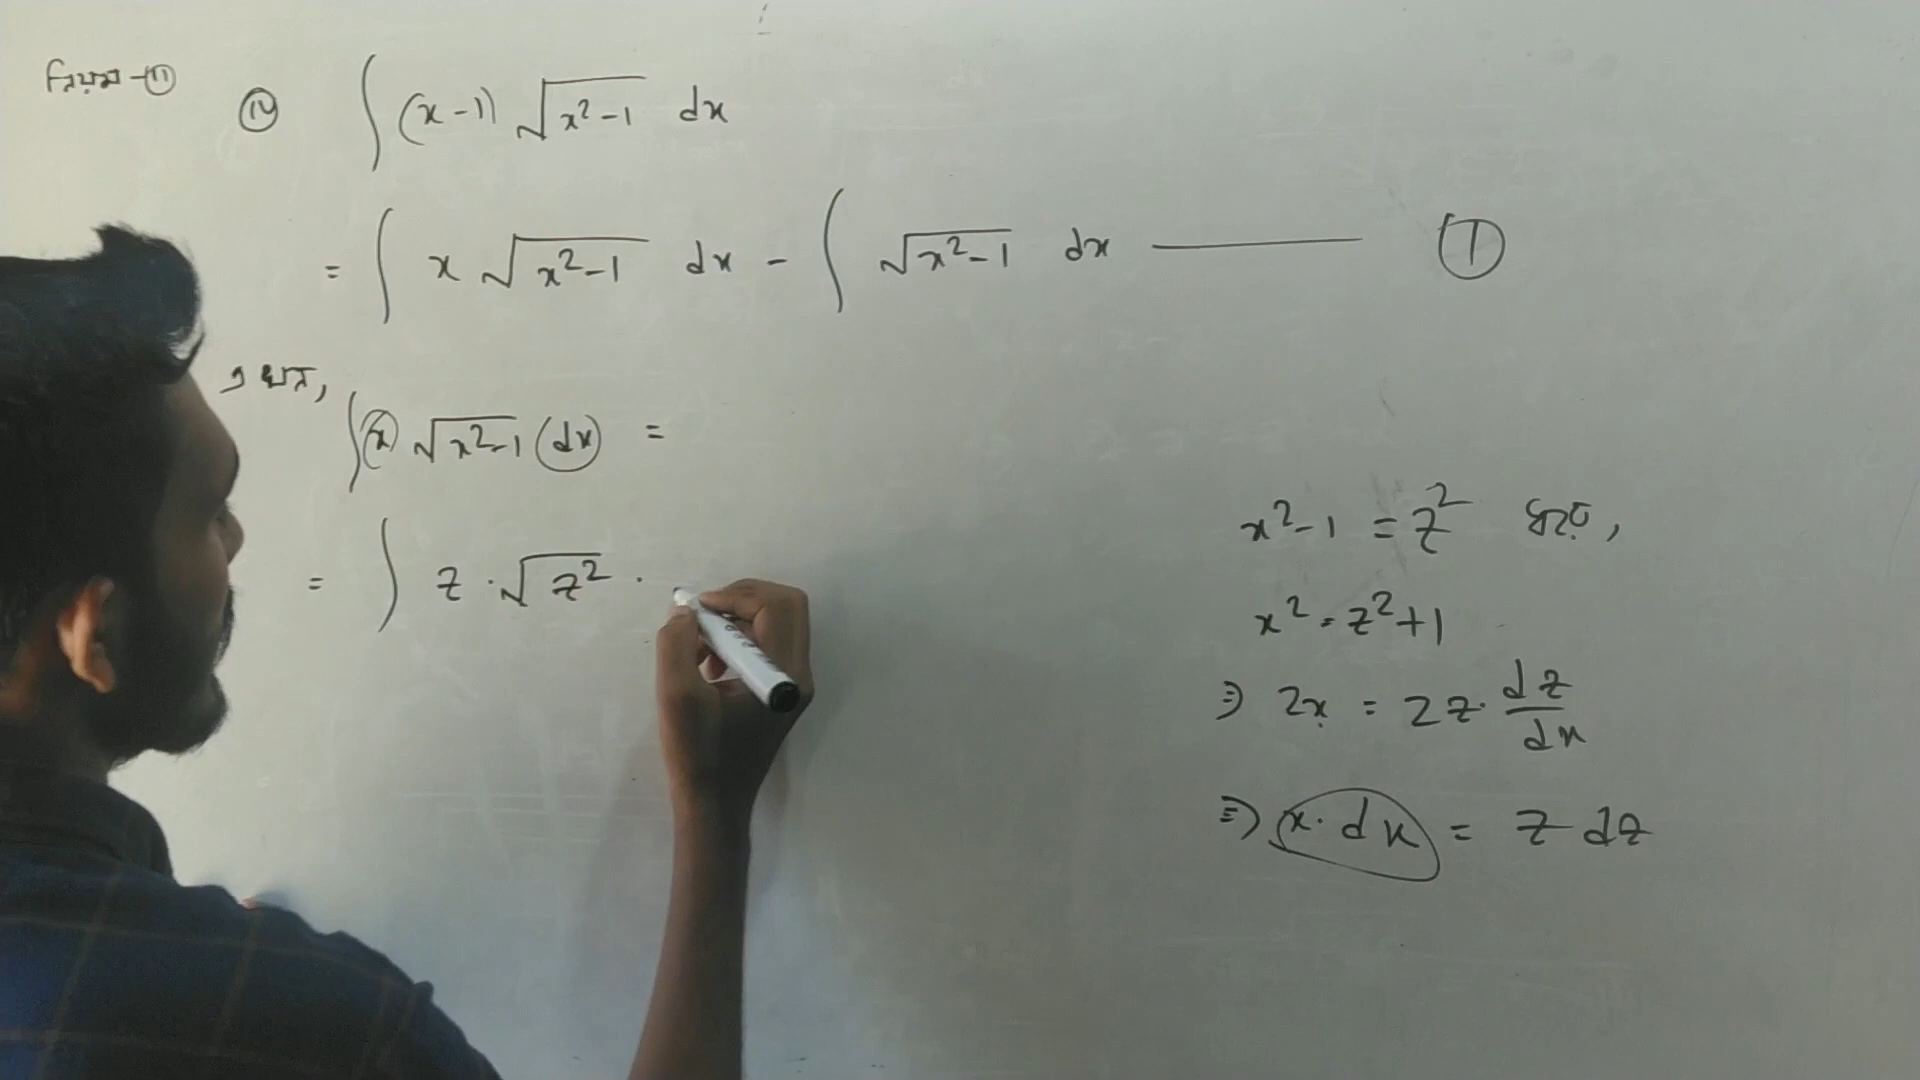 নিয়ম-⑪
⑭ ∫ (x-1) √(x²-1) dx
= ∫ x √(x²-1) dx - ∫ √(x²-1) dx ——— ①
এখন,
∫ x √(x²-1) dx =
= ∫ z . √(z²) .
x²-1 = z² ধরে,
x² = z²+1
⇒ 2x = 2z. dz/dx
⇒ x. dx = z dz